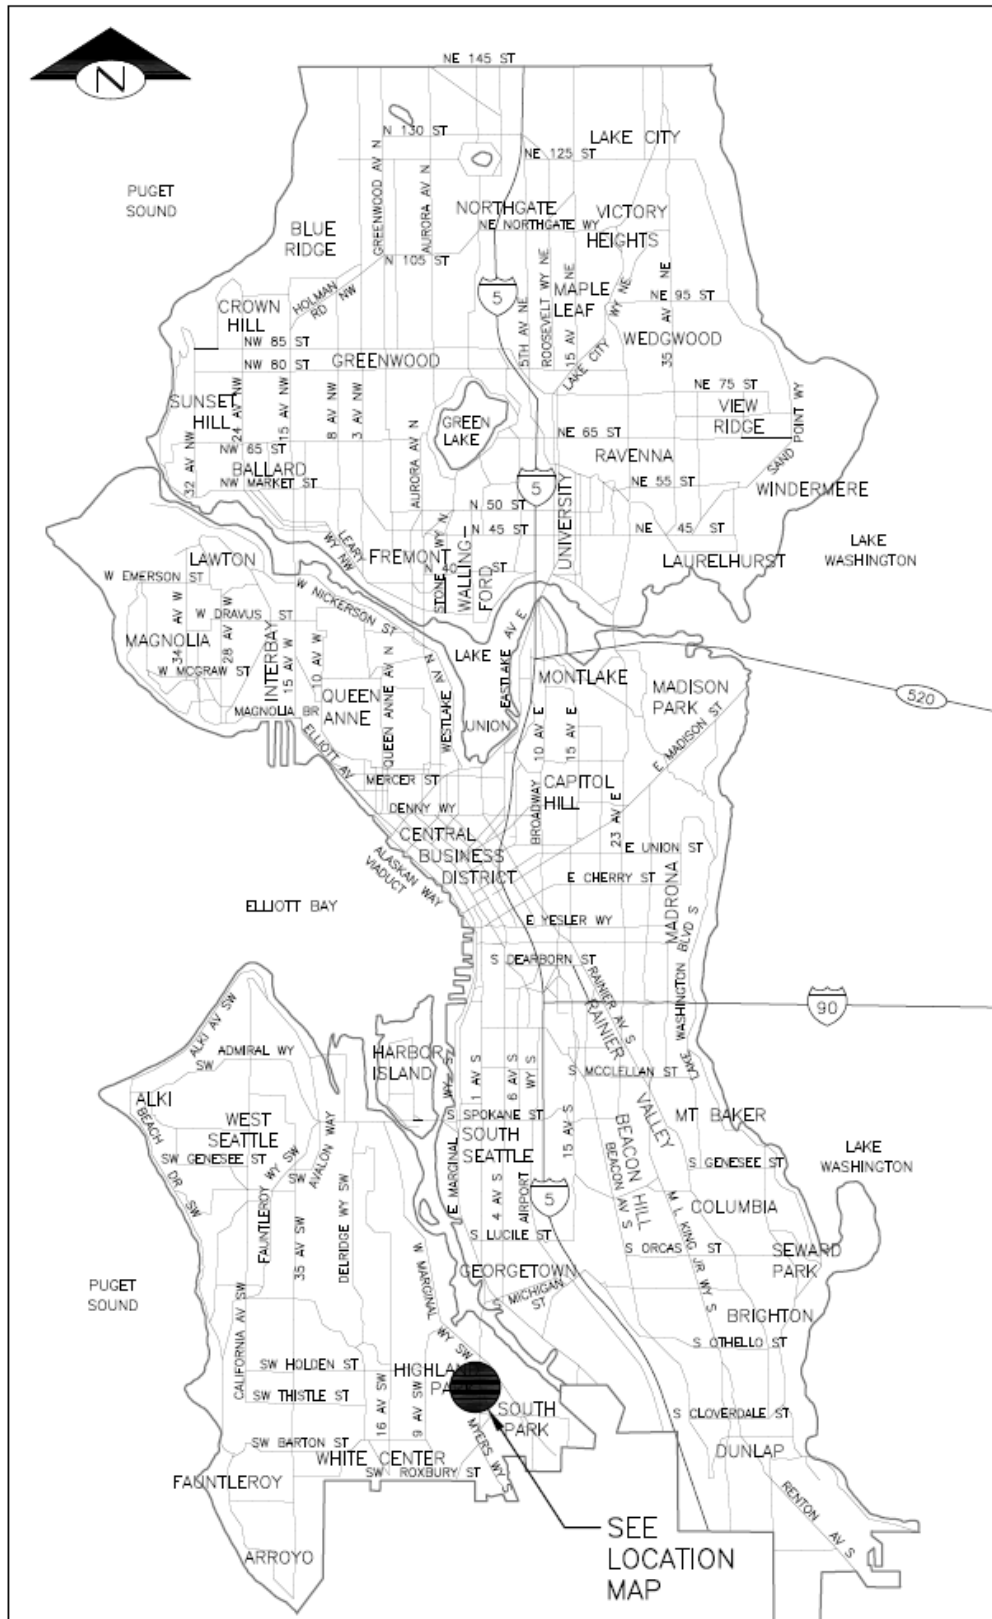 N
NE 145 ST
N 130 ST
LAKE CITY
NE 125 ST
GREENWOOD AV N
AURORA AV N
PUGET
SOUND
NORTHGATE
NE NORTHGATE WY
VICTORY
HEIGHTS
BLUE
RIDGE
N 105 ST
HOLMAN
RD NW
CROWN
HILL
5
5TH AV NE
ROOSEVELT WY NE
15 AV NE
MAPLE
LEAF
LAKE CITY WY NE
35 AV NE
NE 95 ST
WEDGWOOD
NW 85 ST
GREENWOOD
NW 80 ST
SUNSET
HILL
24 AV NW
15 AV NW
8 AV NW
3 AV NW
32 AV NW
NE 75 ST
VIEW
RIDGE
SAND POINT WY
GREEN
LAKE
AURORA AV N
NE 65 ST
RAVENNA
NW 65 ST
BALLARD
NW MARKET ST
5
NE 55 ST
WINDERMERE
UNIVERSITY
N 50 ST
N 45 ST
NE 45 ST
LEARY
WY NW
FREMONT
N 40 ST
STONE WY N
WALLING-
FORD
LAURELHURST
LAKE
WASHINGTON
LAWTON
W EMERSON ST
W NICKERSON ST
W DRAVUS ST
MAGNOLIA
34 AV W
28 AV W
W MCGRAW ST
INTERBAY
15 AV W
10 AV W
MAGNOLIA BR
QUEEN
ANNE
QUEEN ANNE AV N
WESTLAKE AV N
LAKE
UNION
EASTLAKE AV E
MONTLAKE
MADISON
PARK
520
10 AV E
15 AV E
E MADISON ST
ELLIOTT AV
MERCER ST
CAPITOL
HILL
BROADWAY
23 AV E
DENNY WY
CENTRAL
BUSINESS
DISTRICT
ALASKAN WAY
VIADUCT
E UNION ST
E CHERRY ST
MADRONA
ELLIOTT BAY
E YESLER WY
LAKE WASHINGTON BLVD S
S DEARBORN ST
RAINIER AV S
RAINIER
VALLEY
90
ALKI AV SW
SW ADMIRAL WY
HARBOR
ISLAND
E MARGINAL WY S
1 AV S
6 AV S
AIRPORT WY S
S MCCLELLAN ST
ALKI
BEACH DR SW
WEST
SEATTLE
SW GENESEE ST
AVALON WAY SW
FAUNTLEROY WY SW
S SPOKANE ST
SOUTH
SEATTLE
15 AV S
BEACON HILL
BEACON AV S
MT BAKER
S GENESEE ST
LAKE
WASHINGTON
4 AV S
5
M L KING JR WY S
COLUMBIA
35 AV SW
DELRIDGE WY SW
W MARGINAL WY SW
S LUCILE ST
S ORCAS ST
SEWARD
PARK
PUGET
SOUND
GEORGETOWN
S MICHIGAN
ST
BRIGHTON
S OTHELLO ST
CALIFORNIA AV SW
SW HOLDEN ST
SW THISTLE ST
HIGHLAND
PARK
16 AV SW
9 AV SW
SOUTH
PARK
S CLOVERDALE ST
MYERS WY S
SW BARTON ST
WHITE CENTER
SW ROXBURY ST
FAUNTLEROY
DUNLAP
RENTON AV S
ARROYO
SEE
LOCATION
MAP